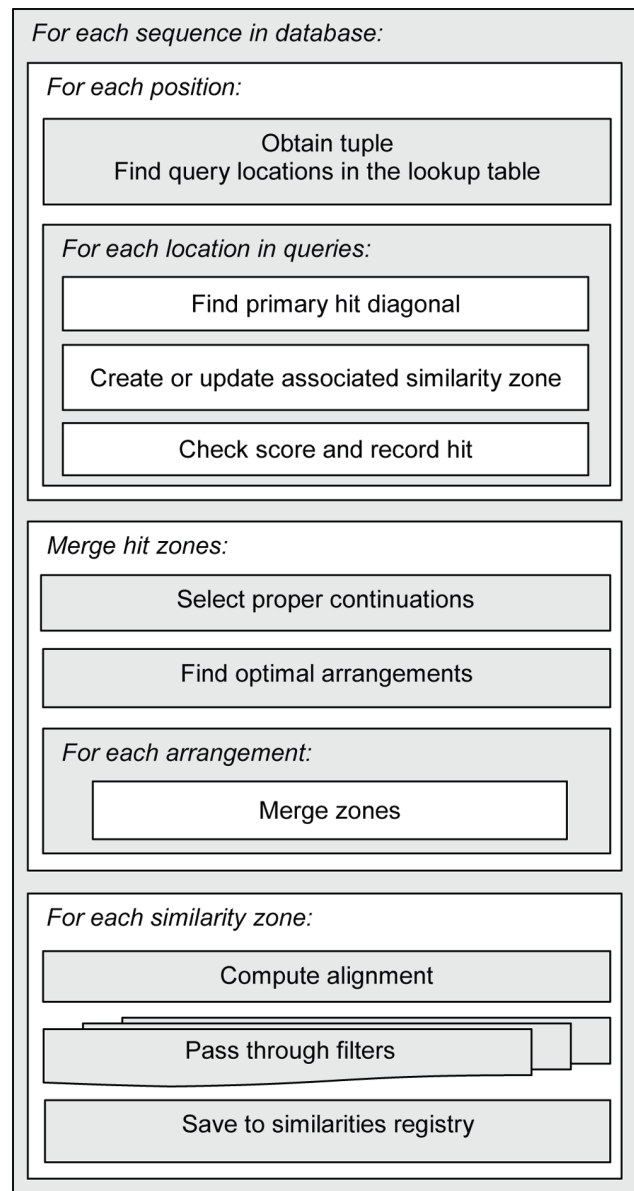 For each sequence in database:
For each position:
Obtain tuple
Find query locations in the lookup table
For each location in queries:
Find primary hit diagonal
Create or update associated similarity zone
Check score and record hit
Merge hit zones:
Select proper continuations
Find optimal arrangements
For each arrangement:
Merge zones
For each similarity zone:
Compute alignment
Pass through filters
Save to similarities registry